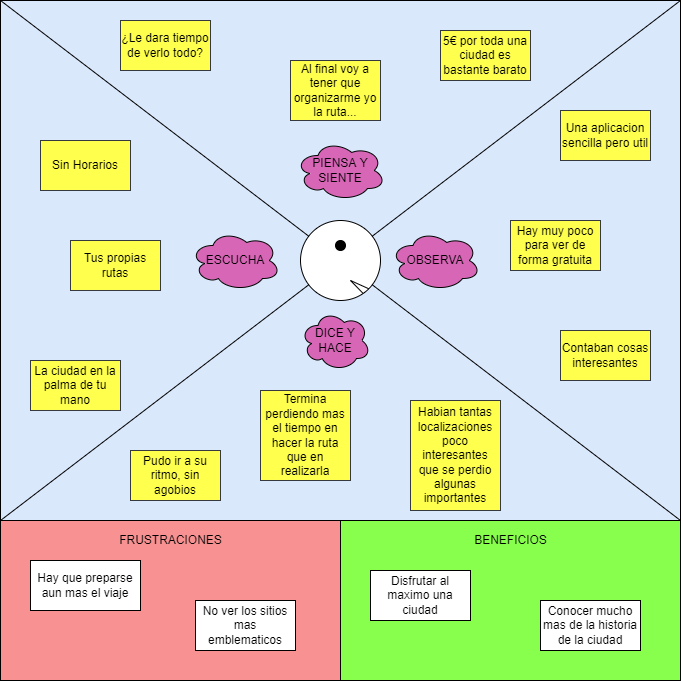 ¿Le dara tiempo
de verlo todo?
5€ por toda una
ciudad es
bastante barato
Al final voy a
tener que
organizarme yo
la ruta...
Una aplicacion
sencilla pero util
Sin Horarios
PIENSA Y
SIENTE
Tus propias
rutas
ESCUCHA
OBSERVA
Hay muy poco
para ver de
forma gratuita
DICE Y
HACE
Contaban cosas
interesantes
La ciudad en la
palma de tu
mano
Termina
perdiendo mas
el tiempo en
hacer la ruta
que en
realizarla
Habian tantas
localizaciones
poco
interesantes
que se perdio
algunas
importantes
Pudo ir a su
ritmo, sin
agobios
FRUSTRACIONES
Hay que preparse
aun mas el viaje
No ver los sitios
mas
emblematicos
BENEFICIOS
Disfrutar al
maximo una
ciudad
Conocer mucho
mas de la historia
de la ciudad